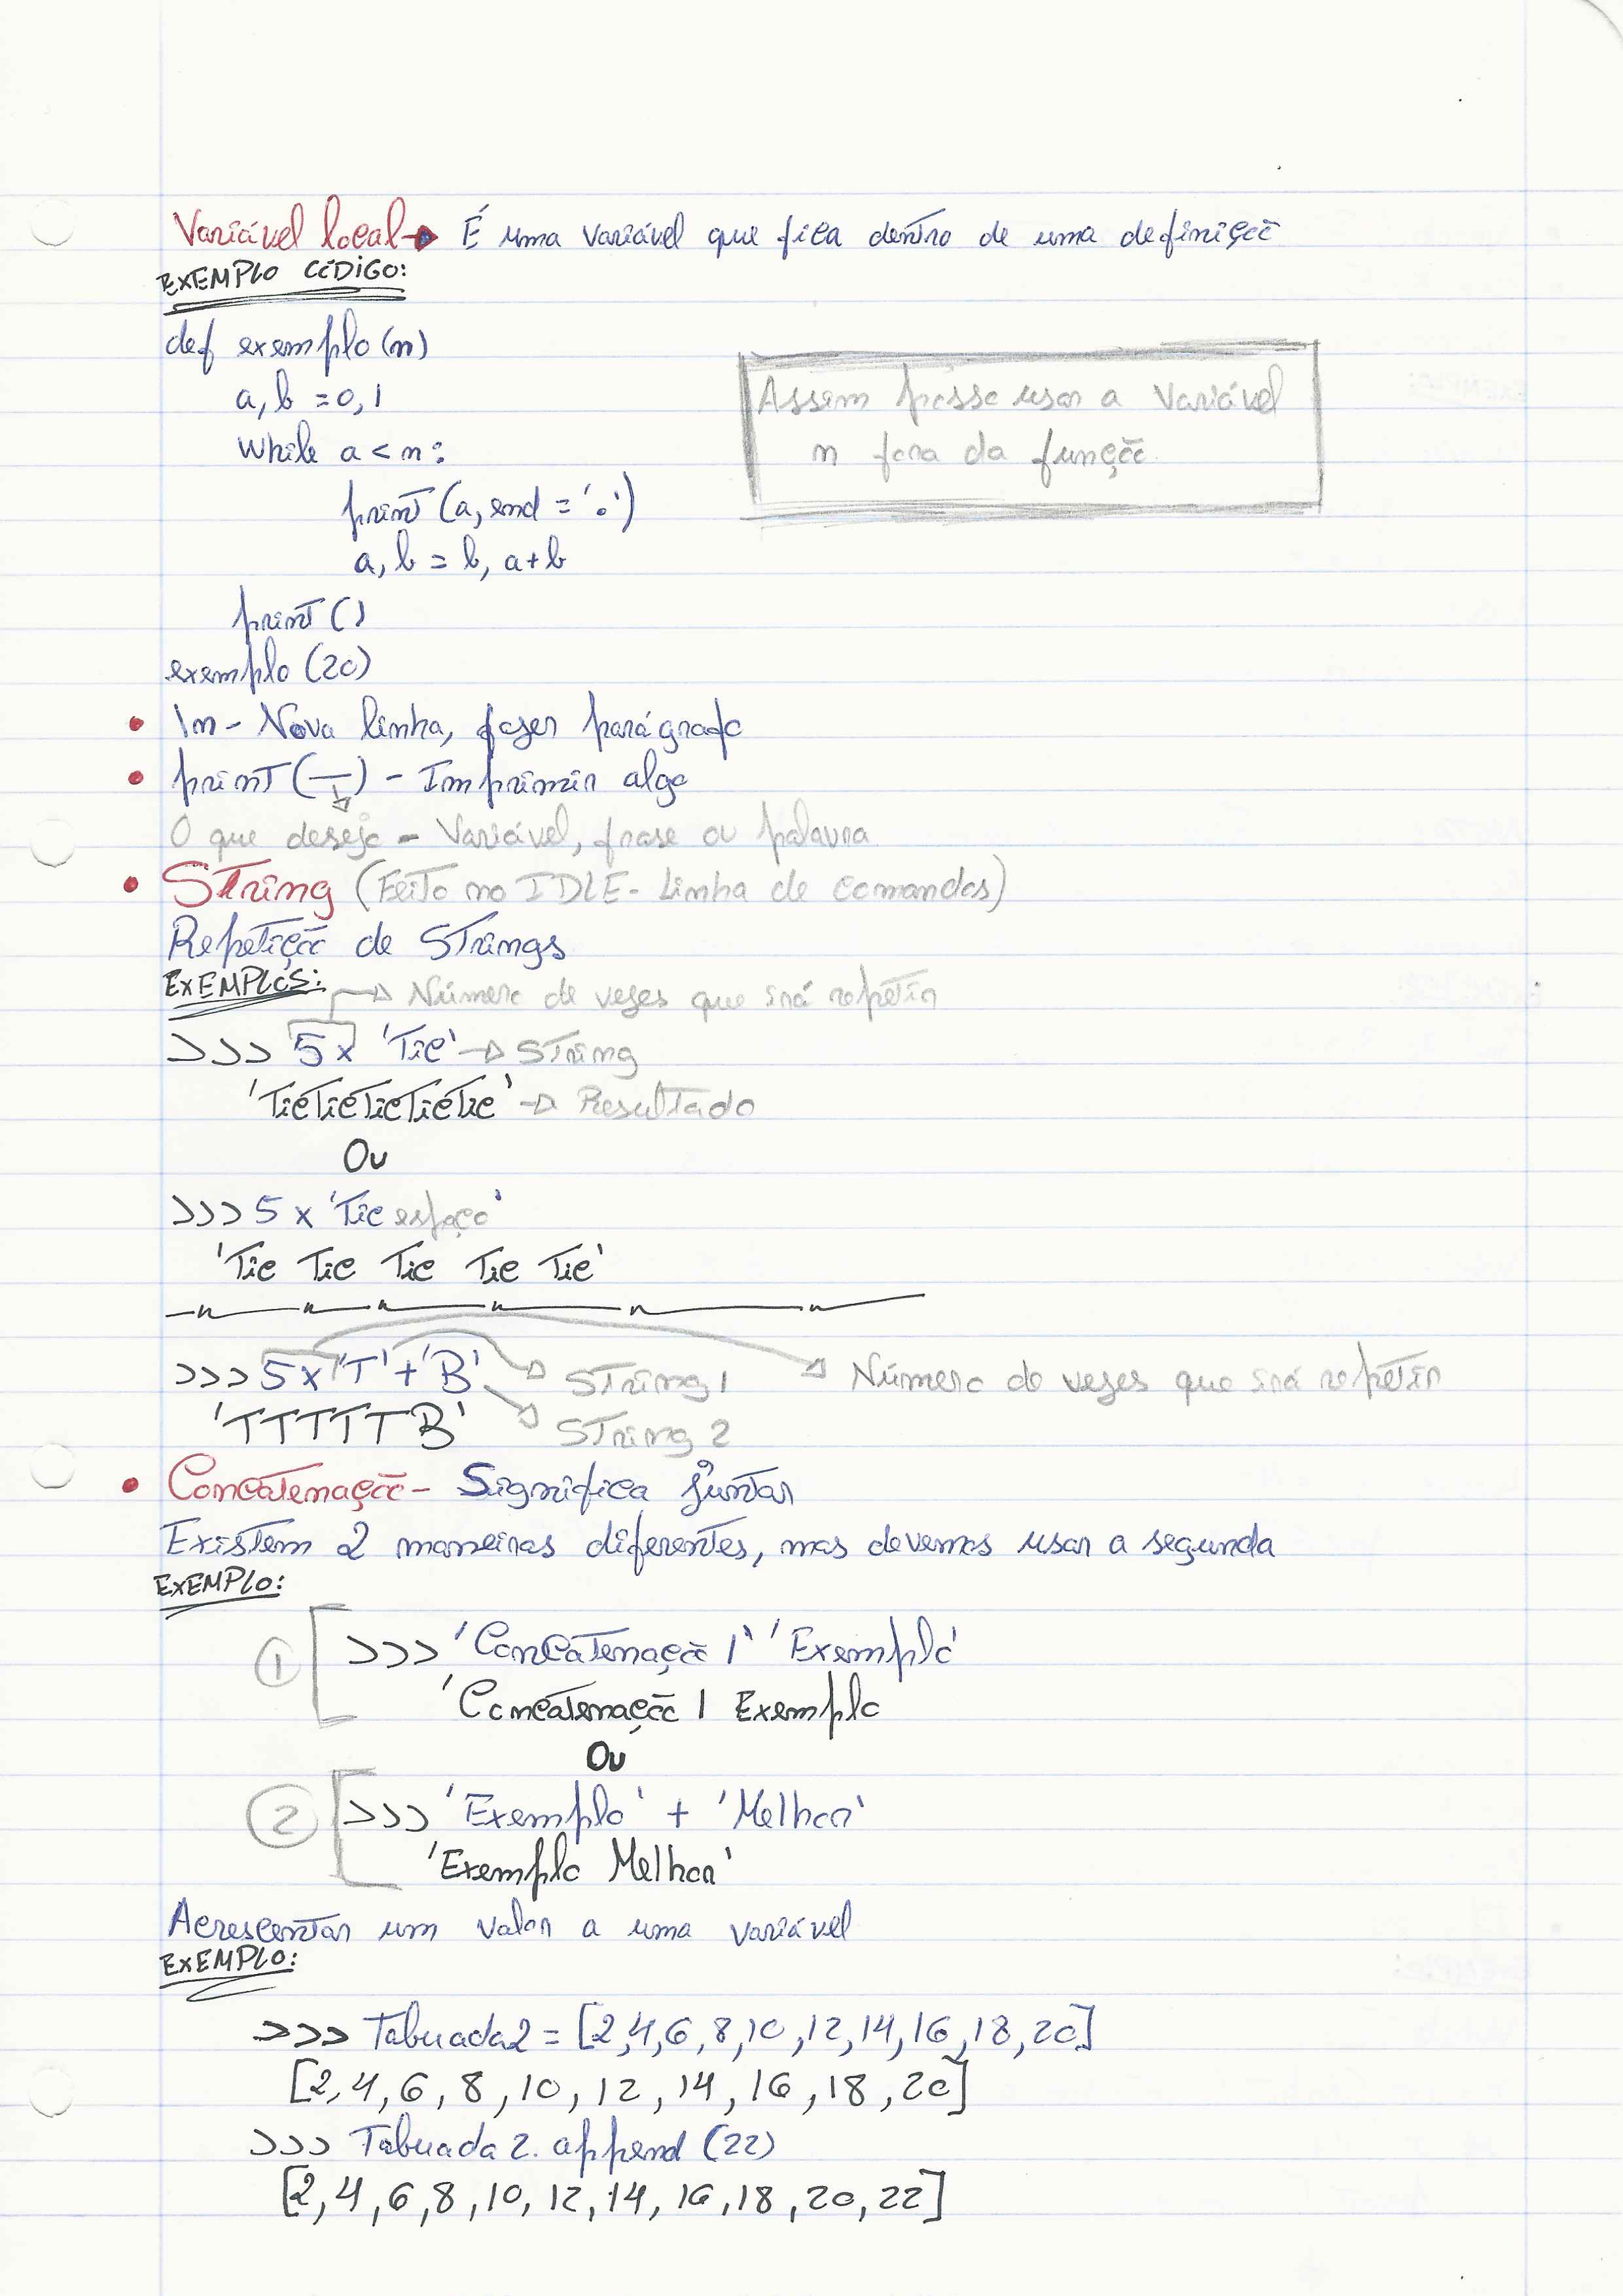 Variável local → É uma variável que fica dentro de uma definição
EXEMPLO CÓDIGO:
def exemplo (n)
a, b = 0, 1
While a < n:
print (a, end = '.')
a, b = b, a+b
print ()
exemplo (20)
Assim posso usar a variável
n fora da função
• \n - Nova linha, fazer parágrafo
• print (—) - Imprimir algo
O que desejo - Variável, frase ou palavra
• String (Feito no IDLE - Linha de comandos)
Repetição de Strings
EXEMPLOS:
→ Número de vezes que irá repetir
>>> 5 x 'Tic' → String
'TicTicTicTicTic' → Resultado
Ou
>>> 5 x 'Tic espaço'
'Tic Tic Tic Tic Tic'
>>> 5x'T'+'B' → String 1 → Número de vezes que irá repetir
'TTTTTB' → String 2
• Concatenação - Significa juntar
Existem 2 maneiras diferentes, mas devemos usar a segunda
EXEMPLO:
① >>> 'Concatenação 1' 'Exemplo'
'Concatenação 1 Exemplo
Ou
② >>> 'Exemplo' + 'Melhor'
'Exemplo Melhor'
Acrescentar um valor a uma variável
EXEMPLO:
>>> Tabuada2 = [2,4,6,8,10,12,14,16,18,20]
[2,4,6,8,10,12,14,16,18,20]
>>> Tabuada2.append (22)
[2,4,6,8,10,12,14,16,18,20,22]